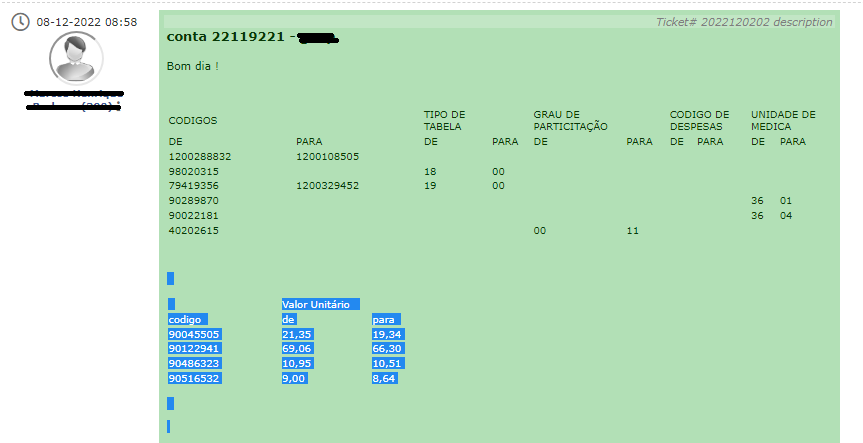 08-12-2022 08:58
Ticket# 2022120202 description
conta 22119221 -
Bom dia !
CODIGOS TIPO DE TABELA GRAU DE PARTICITAÇÃO CODIGO DE DESPESAS UNIDADE DE MEDICA
DE PARA DE PARA DE PARA DE PARA DE PARA
1200288832 1200108505
98020315 18 00
79419356 1200329452 19 00
90289870 36 01
90022181 36 04
40202615 00 11
Valor Unitário
codigo de para
90045505 21,35 19,34
90122941 69,06 66,30
90486323 10,95 10,51
90516532 9,00 8,64